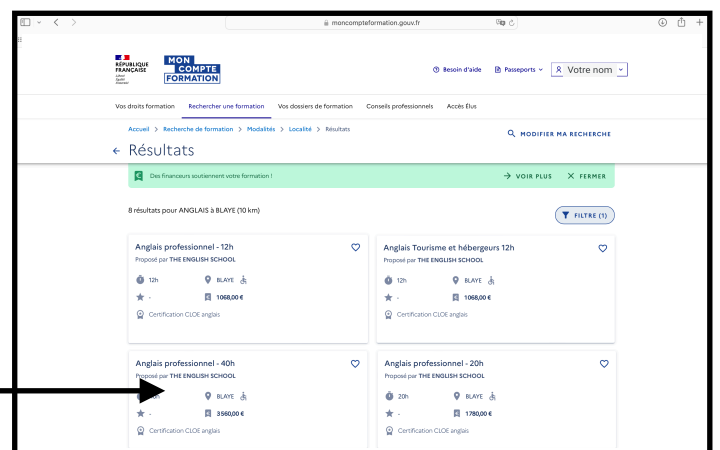 moncompteformation.gouv.fr
RÉPUBLIQUE
FRANÇAISE
Liberté
Égalité
Fraternité
MON
COMPTE
FORMATION
Besoin d'aide
Passeports
Votre nom
Vos droits formation
Rechercher une formation
Vos dossiers de formation
Conseils professionnels
Accès Élus
Accueil > Recherche de formation > Modalités > Localité > Résultats
MODIFIER MA RECHERCHE
← Résultats
Des financeurs soutiennent votre formation !
→ VOIR PLUS
× FERMER
8 résultats pour ANGLAIS à BLAYE (10 km)
FILTRE (1)
Anglais professionnel - 12h
Proposé par THE ENGLISH SCHOOL
12h
BLAYE
-
1068,00 €
Certification CLOE anglais
Anglais Tourisme et hébergeurs 12h
Proposé par THE ENGLISH SCHOOL
12h
BLAYE
-
1068,00 €
Certification CLOE anglais
Anglais professionnel - 40h
Proposé par THE ENGLISH SCHOOL
BLAYE
-
3560,00 €
Certification CLOE anglais
Anglais professionnel - 20h
Proposé par THE ENGLISH SCHOOL
20h
BLAYE
-
1780,00 €
Certification CLOE anglais